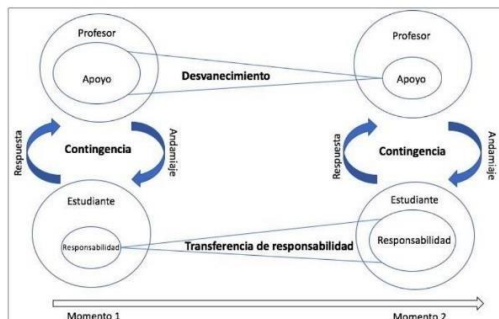 Profesor
Profesor
Apoyo
Desvanecimiento
Apoyo
Respuesta
Contingencia
Andamiaje
Respuesta
Contingencia
Andamiaje
Estudiante
Estudiante
Responsabilidad
Transferencia de responsabilidad
Responsabilidad
Momento 1
Momento 2